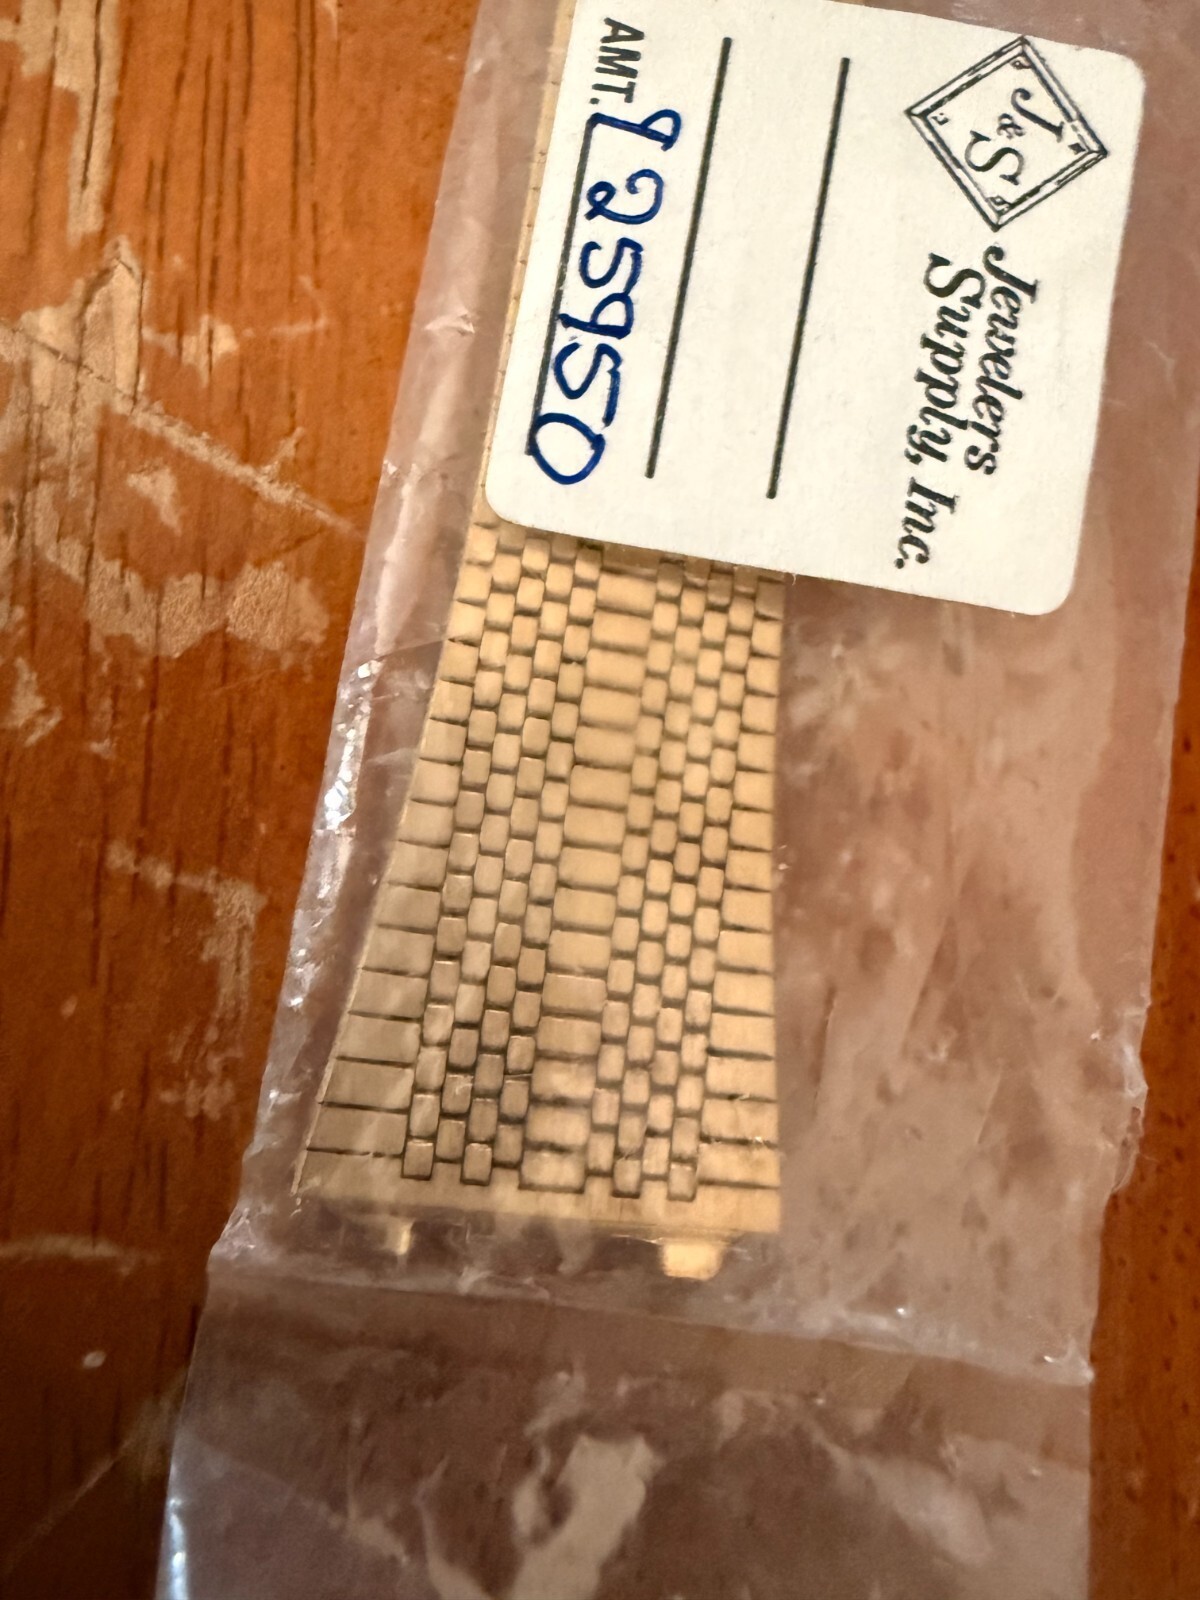 J&S
Jewelers
Supply, Inc.
AMT. 25950